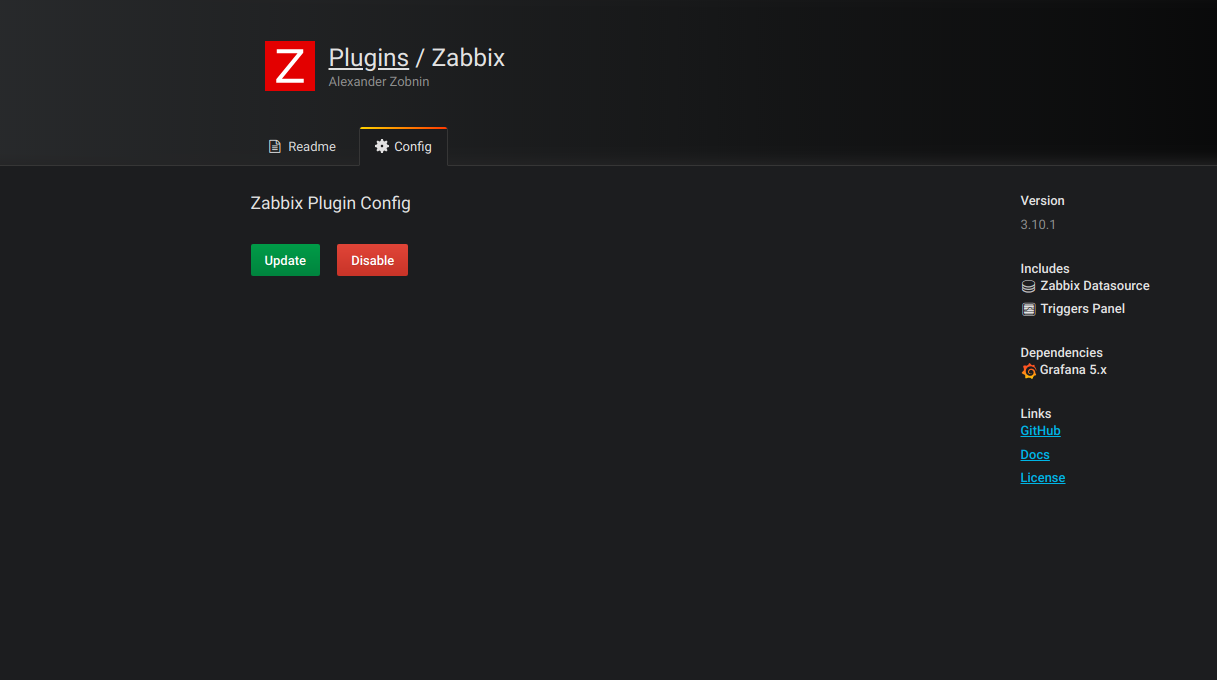 Z
Plugins / Zabbix
Alexander Zobnin
Readme
Config
Zabbix Plugin Config
Update
Disable
Version
3.10.1
Includes
Zabbix Datasource
Triggers Panel
Dependencies
Grafana 5.x
Links
GitHub
Docs
License